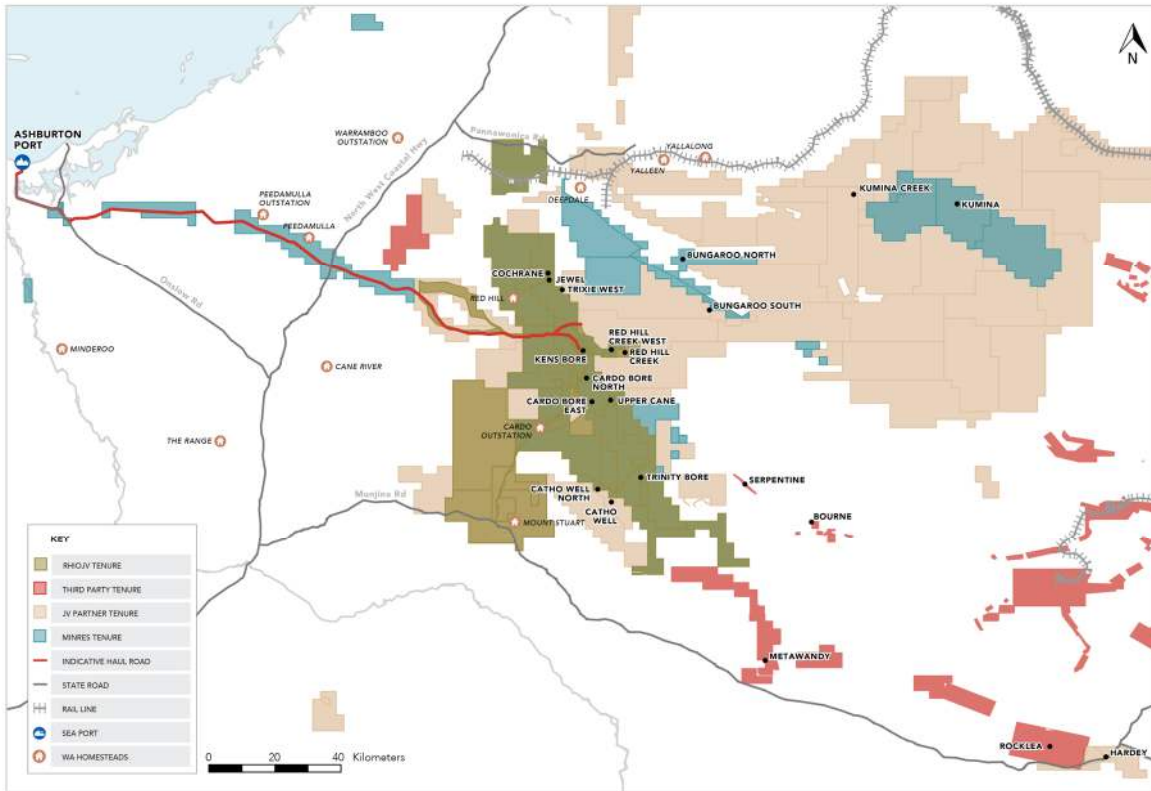 N
ASHBURTON
PORT
WARRAMBOO
OUTSTATION
Pannawonica Rd
North West Coastal Hwy
YALLALONG
YALLEEN
DEEPDALE
KUMINA CREEK
KUMINA
PEEDAMULLA
OUTSTATION
PEEDAMULLA
BUNGAROO NORTH
COCHRANE
JEWEL
TRIXIE WEST
RED HILL
BUNGAROO SOUTH
Onslow Rd
RED HILL
CREEK WEST
RED HILL
CREEK
KENS BORE
MINDEROO
CANE RIVER
CARDO BORE
NORTH
CARDO BORE
EAST
UPPER CANE
CARDO
OUTSTATION
THE RANGE
TRINITY BORE
SERPENTINE
CATHO WELL
NORTH
CATHO
WELL
Munjina Rd
MOUNT STUART
BOURNE
METAWANDY
ROCKLEA
HARDEY
KEY
RHIOJV TENURE
THIRD PARTY TENURE
JV PARTNER TENURE
MINRES TENURE
INDICATIVE HAUL ROAD
STATE ROAD
RAIL LINE
SEA PORT
WA HOMESTEADS
0 20 40 Kilometers